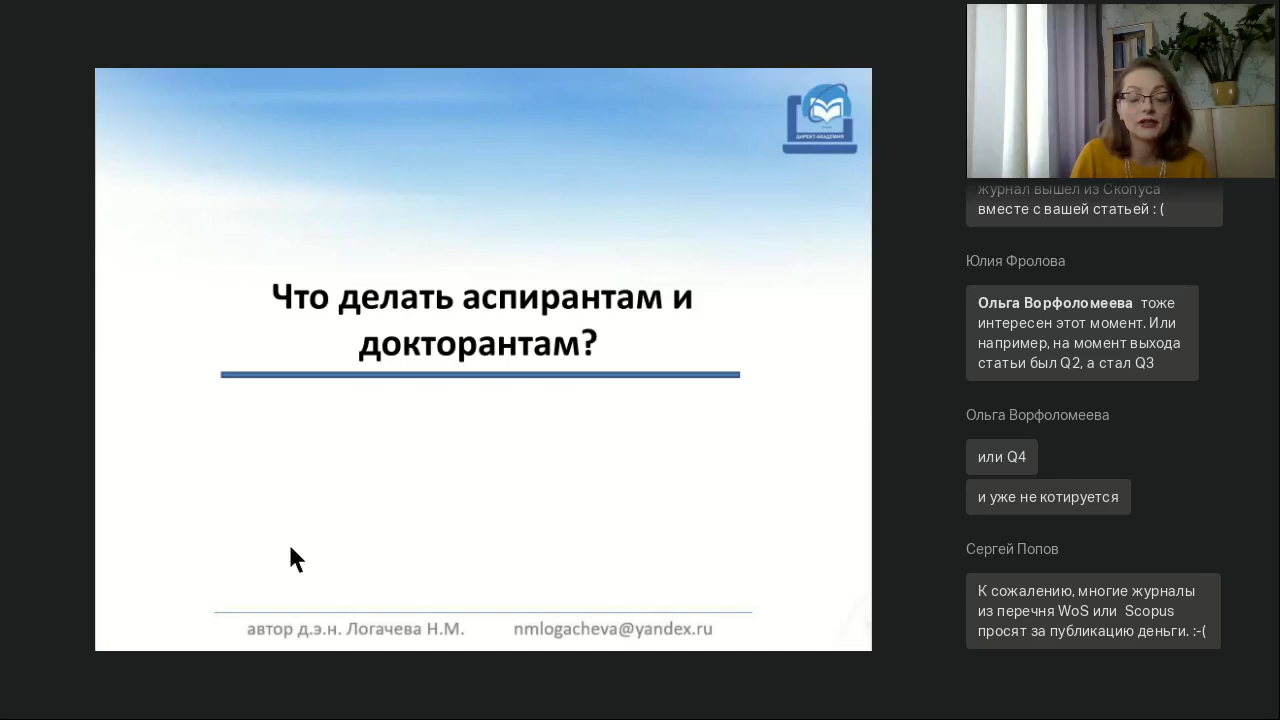 ДИРЕКТ-АКАДЕМИЯ
Что делать аспирантам и
докторантам?
автор д.э.н. Логачева Н.М.
nmlogacheva@yandex.ru
журнал вышел из Скопуса
вместе с вашей статьей : (
Юлия Фролова
Ольга Ворфоломеева тоже
интересен этот момент. Или
например, на момент выхода
статьи был Q2, а стал Q3
Ольга Ворфоломеева
или Q4
и уже не котируется
Сергей Попов
К сожалению, многие журналы
из перечня WoS или Scopus
просят за публикацию деньги. :-(